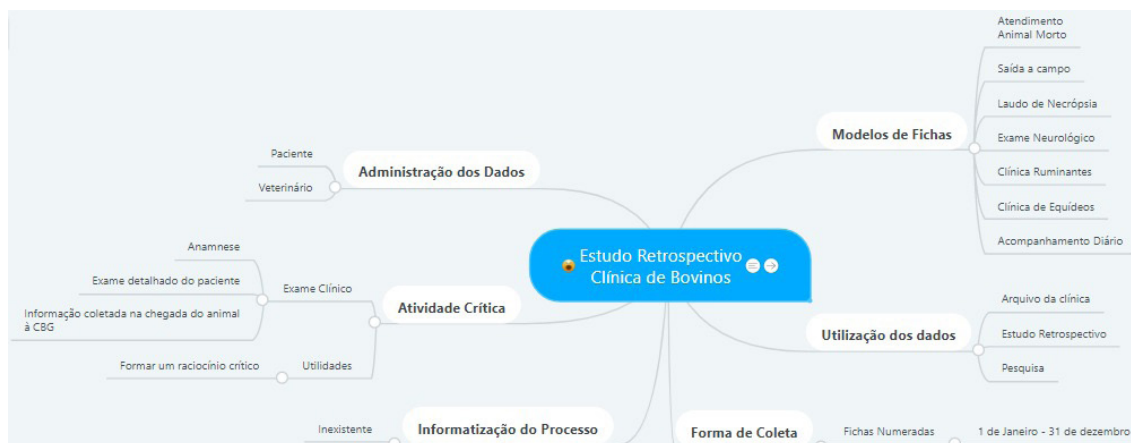 Estudo Retrospectivo
Clínica de Bovinos
Modelos de Fichas
Atendimento
Animal Morto
Saída a campo
Laudo de Necrópsia
Exame Neurológico
Clínica Ruminantes
Clínica de Equídeos
Acompanhamento Diário
Utilização dos dados
Arquivo da clínica
Estudo Retrospectivo
Pesquisa
Forma de Coleta
Fichas Numeradas
1 de Janeiro - 31 de dezembro
Administração dos Dados
Paciente
Veterinário
Atividade Crítica
Exame Clínico
Anamnese
Exame detalhado do paciente
Informação coletada na chegada do animal
à CBG
Utilidades
Formar um raciocínio crítico
Informatização do Processo
Inexistente